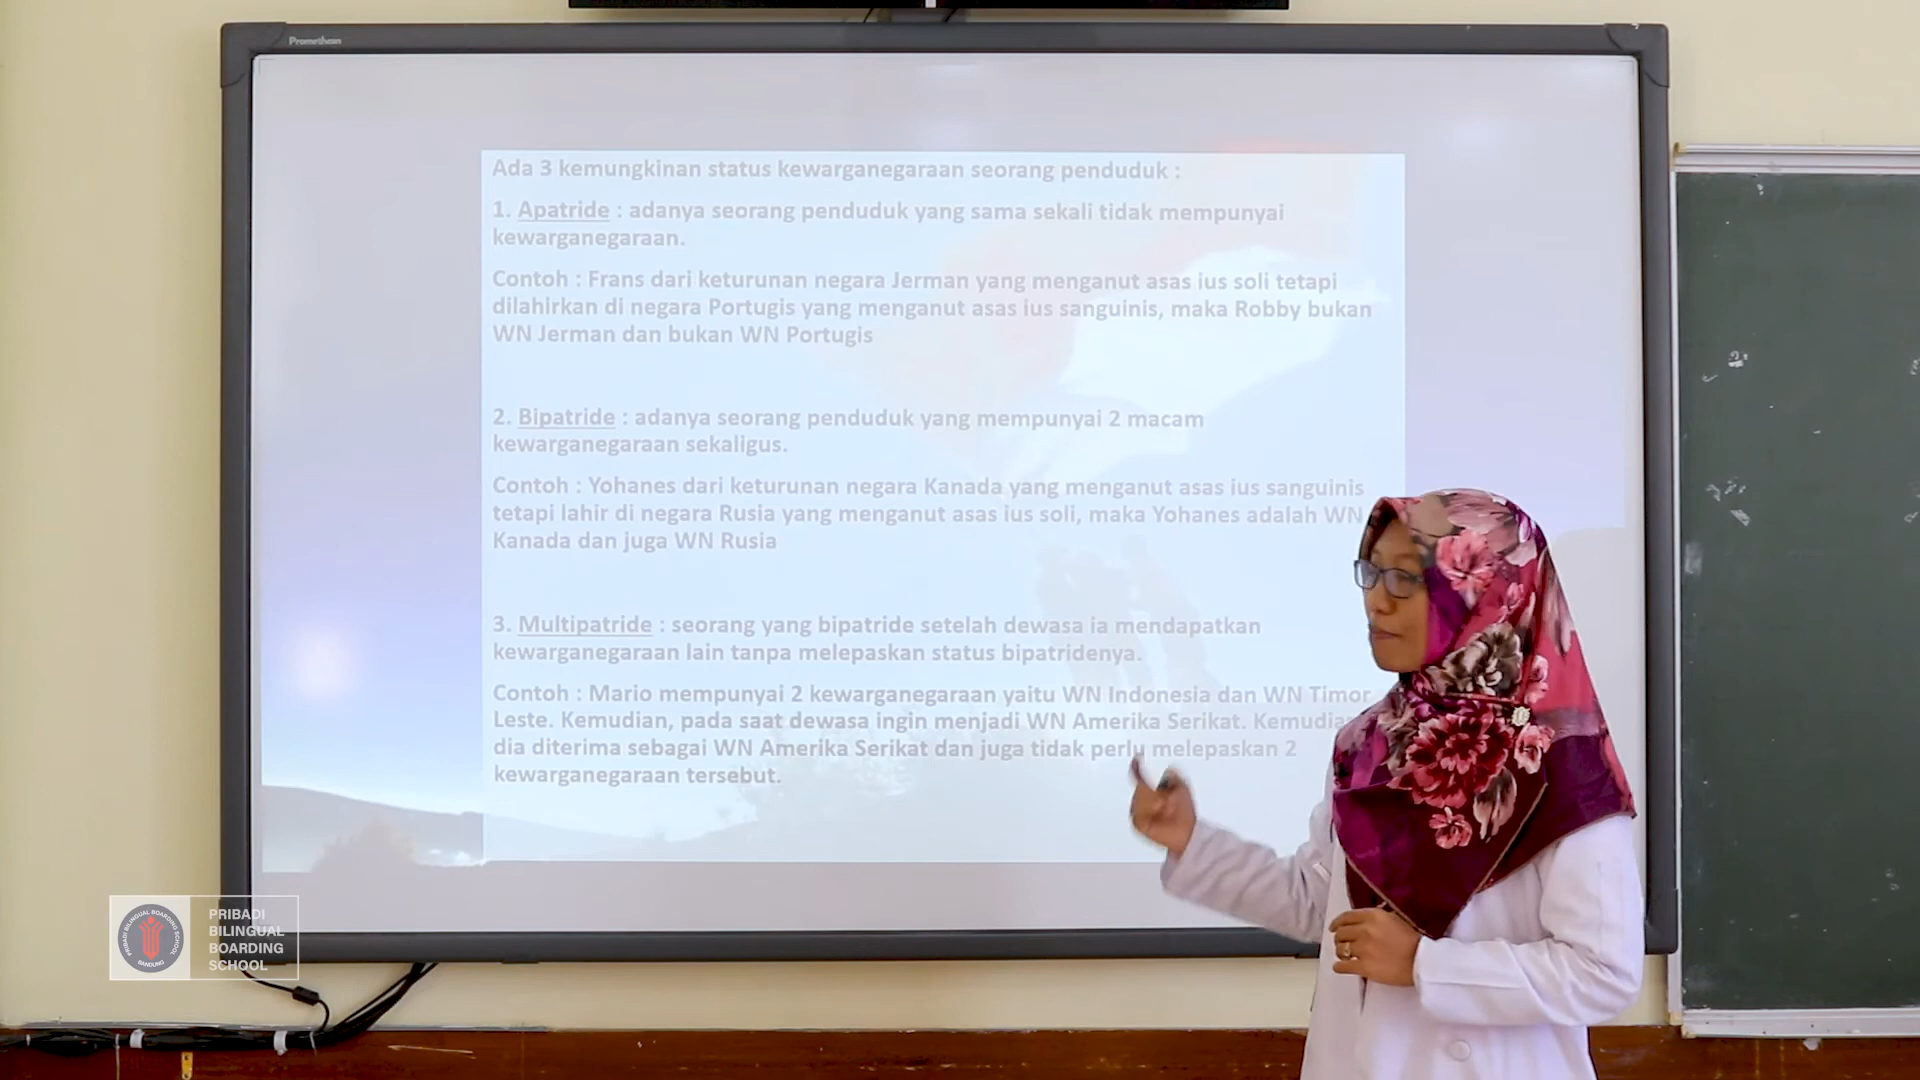 Promethean
Ada 3 kemungkinan status kewarganegaraan seorang penduduk :
1. Apatride : adanya seorang penduduk yang sama sekali tidak mempunyai
kewarganegaraan.
Contoh : Frans dari keturunan negara Jerman yang menganut asas ius soli tetapi
dilahirkan di negara Portugis yang menganut asas ius sanguinis, maka Robby bukan
WN Jerman dan bukan WN Portugis
2. Bipatride : adanya seorang penduduk yang mempunyai 2 macam
kewarganegaraan sekaligus.
Contoh : Yohanes dari keturunan negara Kanada yang menganut asas ius sanguinis
tetapi lahir di negara Rusia yang menganut asas ius soli, maka Yohanes adalah WN
Kanada dan juga WN Rusia
3. Multipatride : seorang yang bipatride setelah dewasa ia mendapatkan
kewarganegaraan lain tanpa melepaskan status bipatridenya.
Contoh : Mario mempunyai 2 kewarganegaraan yaitu WN Indonesia dan WN Timor
Leste. Kemudian, pada saat dewasa ingin menjadi WN Amerika Serikat. Kemudia
dia diterima sebagai WN Amerika Serikat dan juga tidak perlu melepaskan 2
kewarganegaraan tersebut.
PRIBADI BILINGUAL BOARDING SCHOOL
BANDUNG
PRIBADI
BILINGUAL
BOARDING
SCHOOL